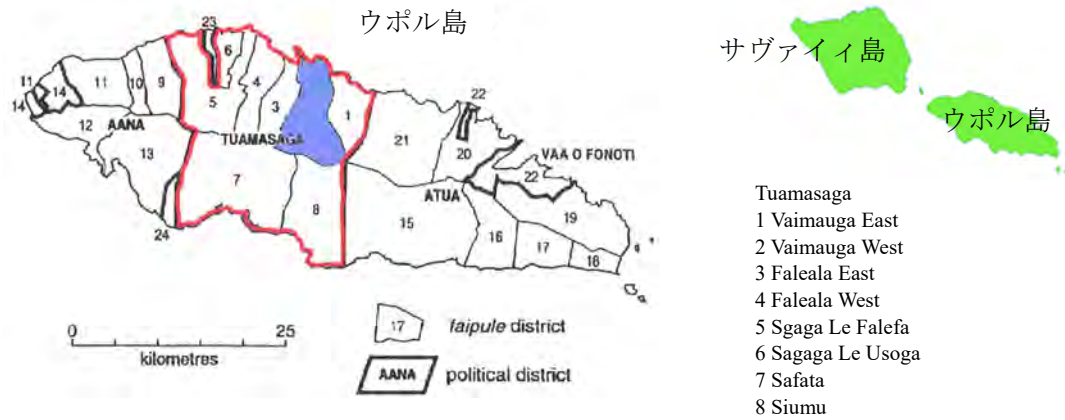 ウポル島
23
6
11
14
14
11
10
9
5
4
3
1
22
12
AANA
TUAMASAGA
21
20
VAA O FONOTI
13
22
7
ATUA
8
15
19
24
16
17
18
0 25
kilometres
17 faipule district
AANA political district
サヴァイィ島
ウポル島
Tuamasaga
1 Vaimauga East
2 Vaimauga West
3 Faleala East
4 Faleala West
5 Sgaga Le Falefa
6 Sagaga Le Usoga
7 Safata
8 Siumu